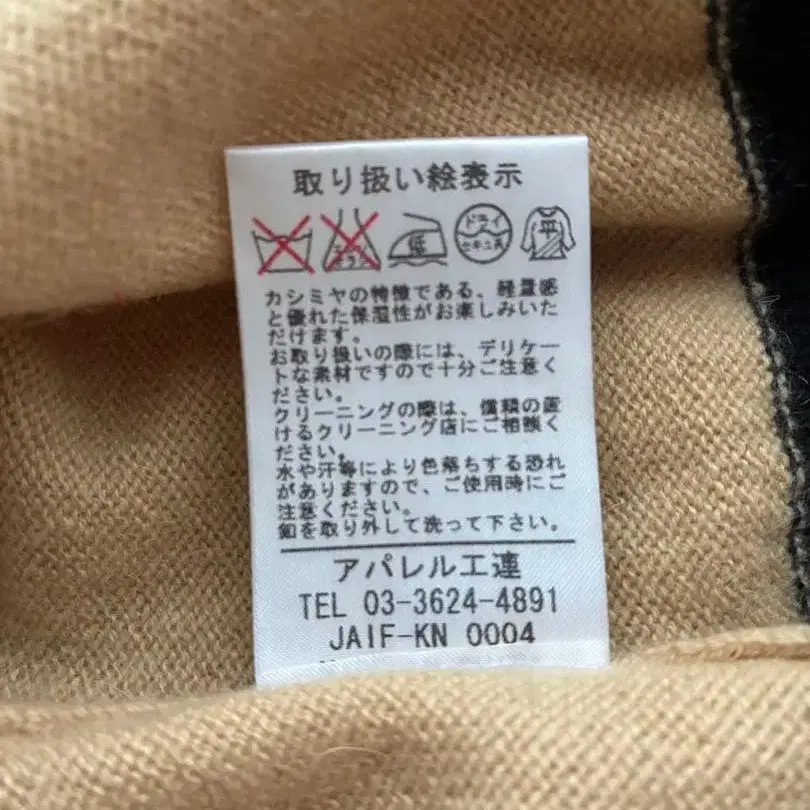 取り扱い絵表示
エンソ
サラシ
低
ドライ
セキユ系
平
カシミヤの特徴である、軽量感
と優れた保湿性がお楽しみいた
だけます。
お取り扱いの際には、デリケー
トな素材ですので十分ご注意く
ださい。
クリーニングの際は、信頼の置
けるクリーニング店にご相談く
ださい。
水や汗等により色落ちする恐れ
がありますので、ご使用時にご
注意ください。
釦を取り外して洗って下さい。
アパレル工連
TEL 03-3624-4891
JAIF-KN 0004